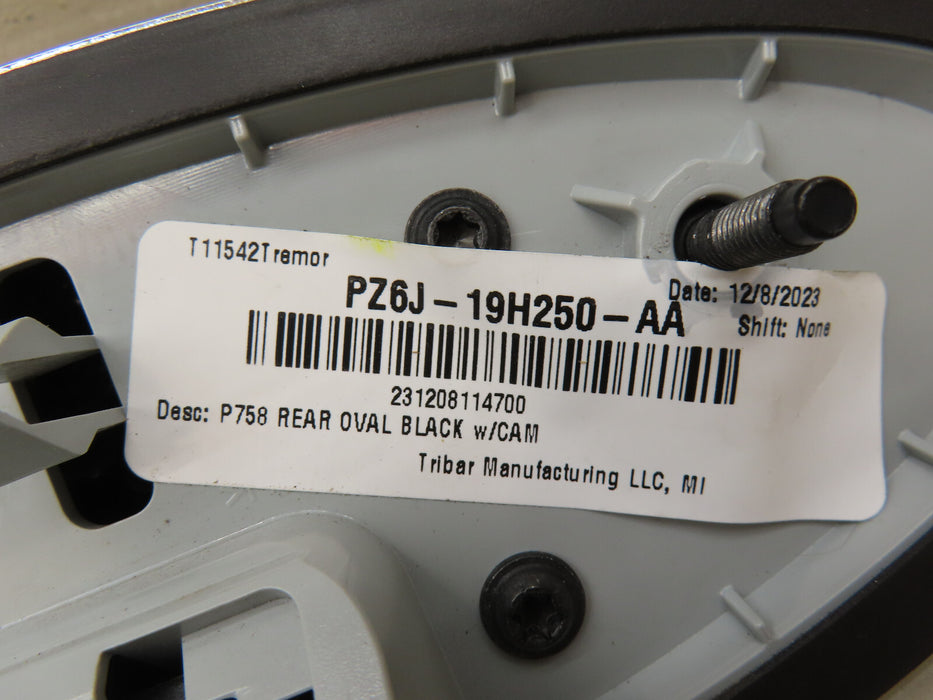 T11542Tremor
PZ6J-19H250-AA
Date: 12/8/2023
Shift: None
231208114700
Desc: P758 REAR OVAL BLACK w/CAM
Tribar Manufacturing LLC, MI